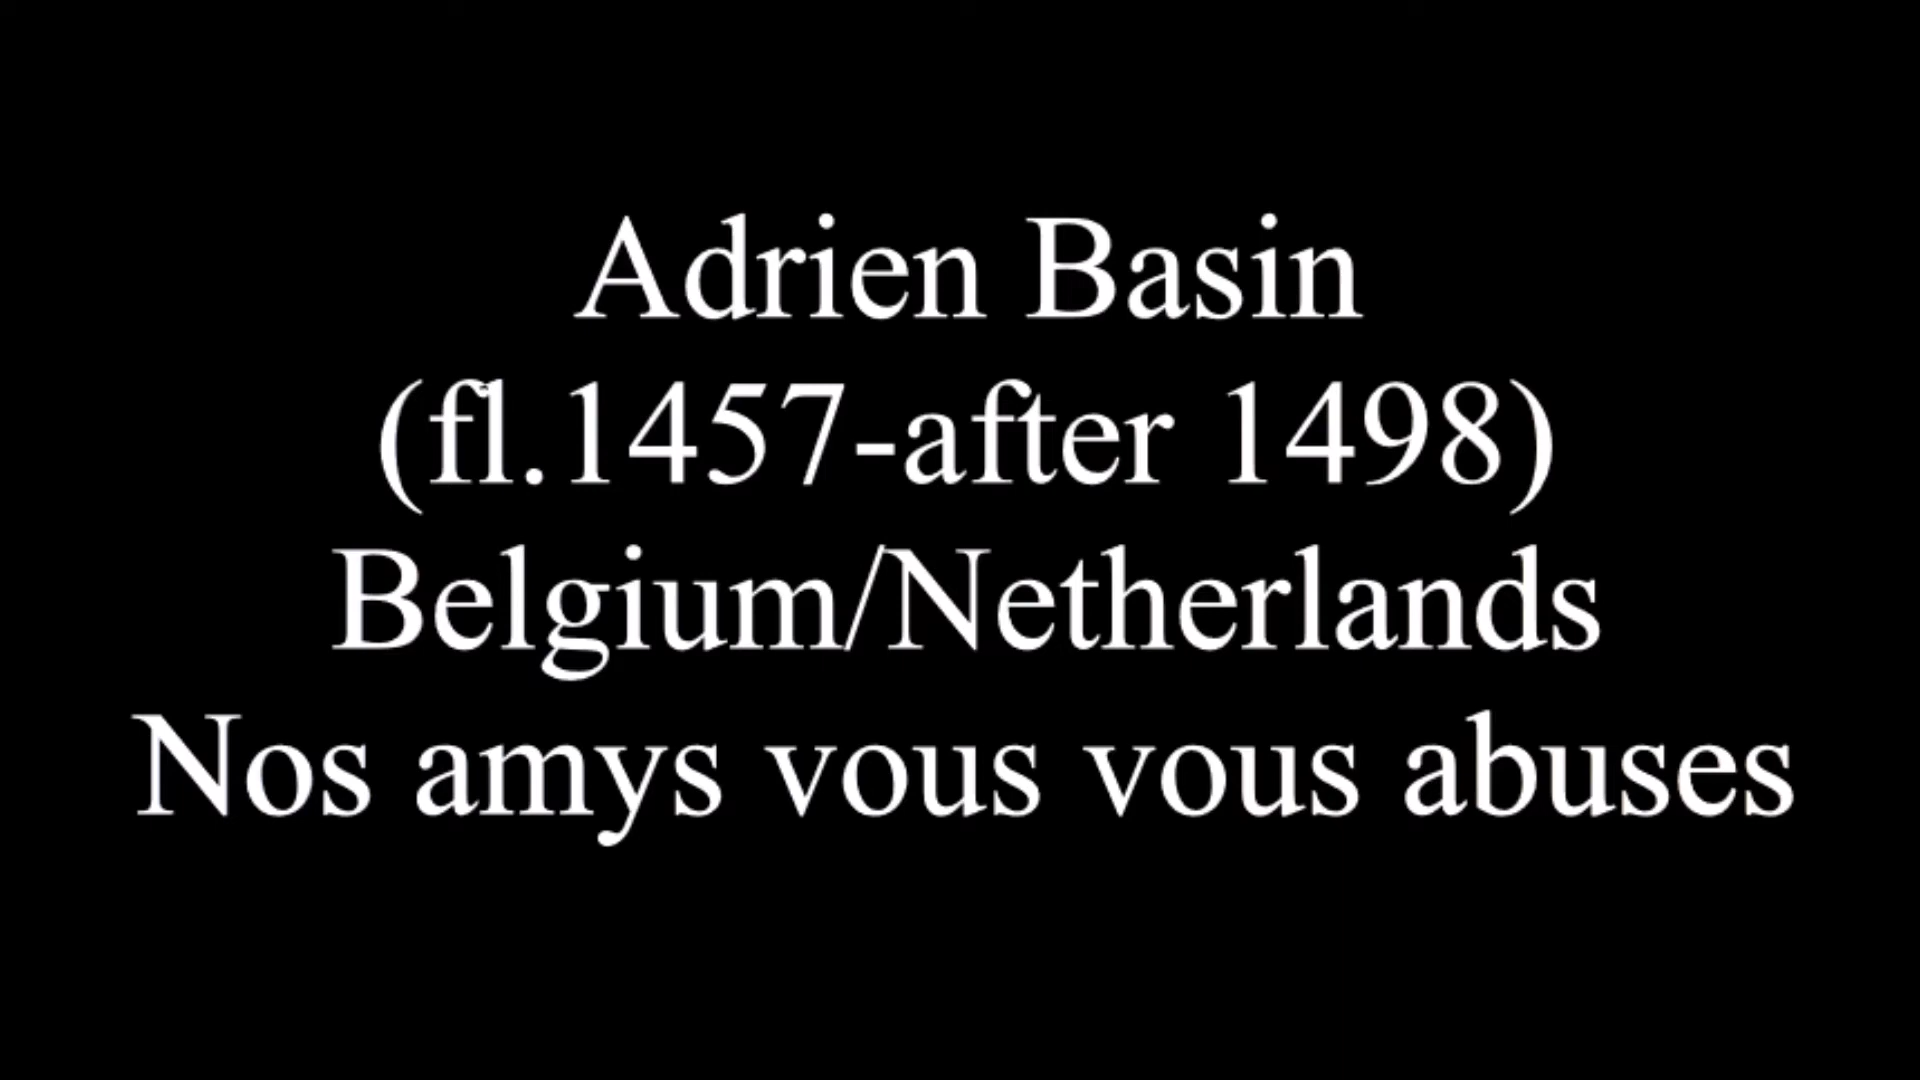 Adrien Basin
(fl.1457-after 1498)
Belgium/Netherlands
Nos amys vous vous abuses